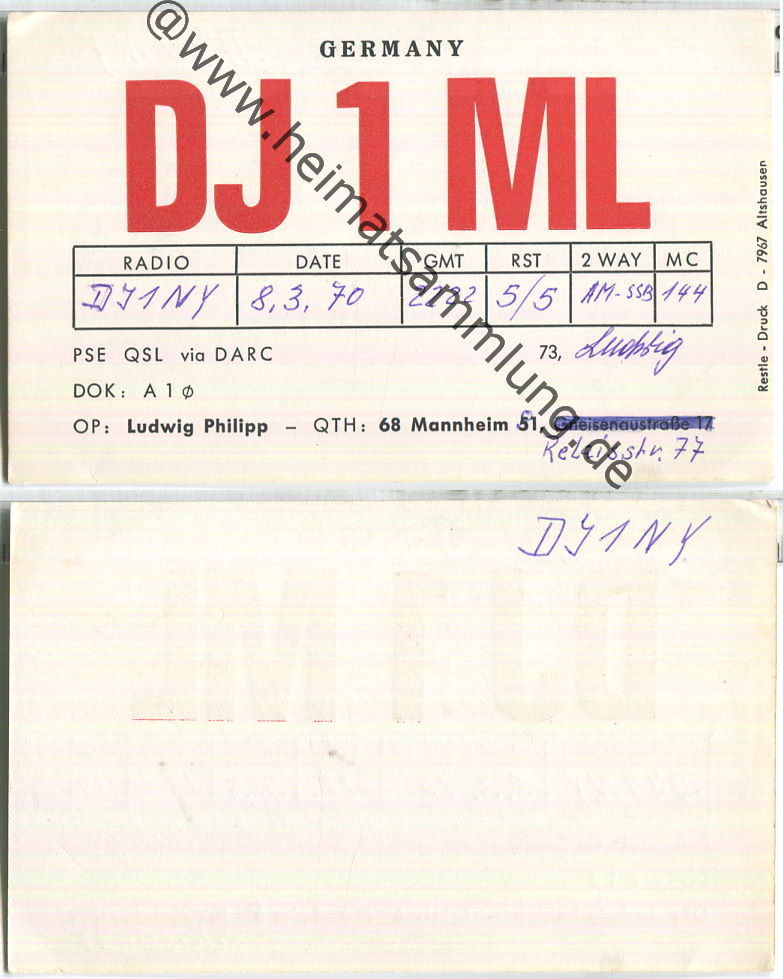 GERMANY
DJ 1 ML
RADIO DATE GMT RST 2 WAY MC
DJ1NY 8.3.70 2222 5/5 AM-SSB 144
PSE QSL via DARC 73, Ludwig
DOK: A 1 ø
OP: Ludwig Philipp – QTH: 68 Mannheim 51, Gneisenaustraße 17
77
Restle - Druck D - 7967 Altshausen
@www.heimatsammlung.de
DJ1NY